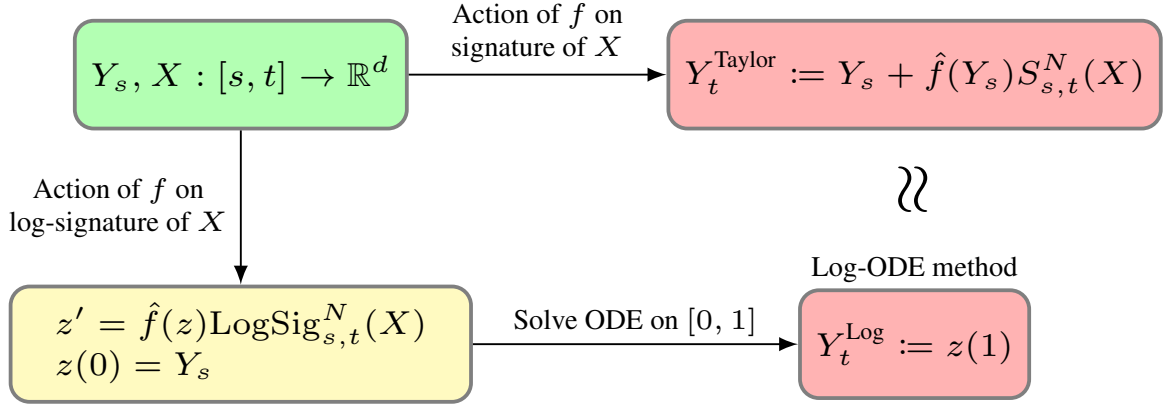 Action of f on
signature of X
Y_s, X : [s, t] → ℝ^d
Y_t^Taylor := Y_s + f̂(Y_s)S_{s,t}^N(X)
Action of f on
log-signature of X
≈
Log-ODE method
z′ = f̂(z)LogSig_{s,t}^N(X)
z(0) = Y_s
Solve ODE on [0, 1]
Y_t^Log := z(1)